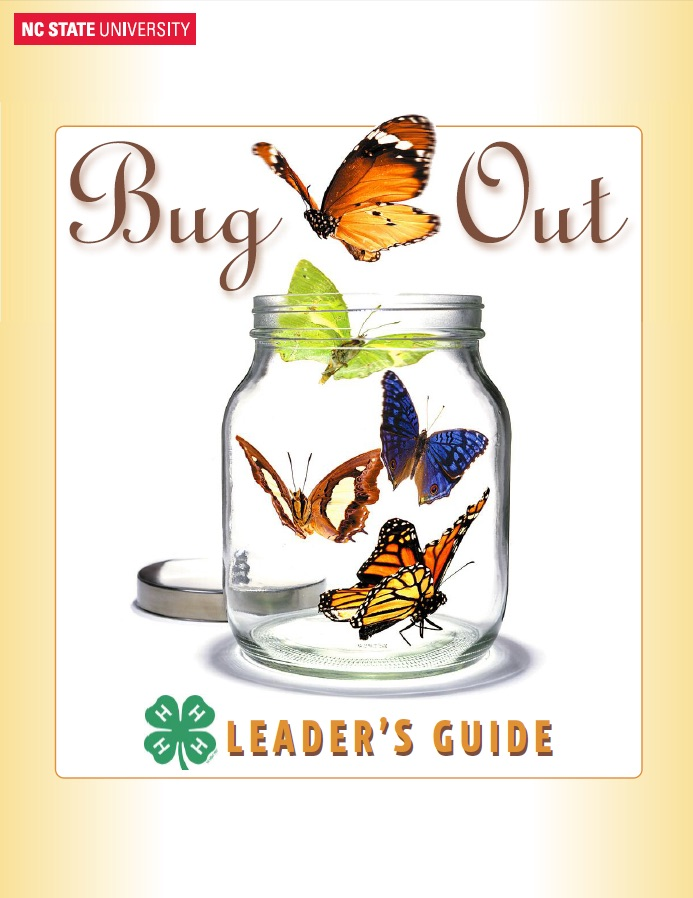 NC STATE UNIVERSITY
Bug Out
H H
H H
LEADER'S GUIDE